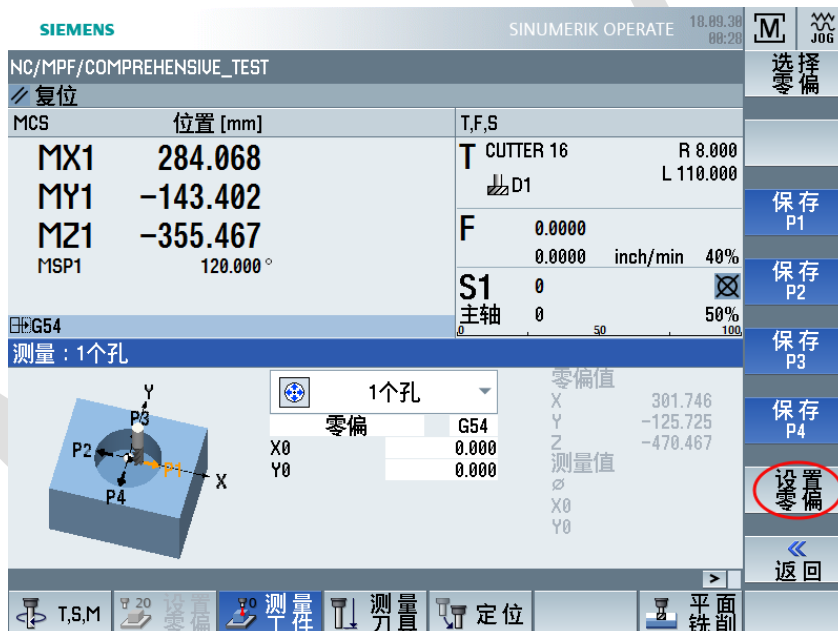 SIEMENS
SINUMERIK OPERATE
18.09.30
00:28
M
JOG
NC/MPF/COMPREHENSIVE_TEST
复位
MCS 位置 [mm]
MX1 284.068
MY1 -143.402
MZ1 -355.467
MSP1 120.000 °
G54
T,F,S
T CUTTER 16 R 8.000
D1 L 110.000
F 0.0000
0.0000 inch/min 40%
S1 0
主轴 0 50%
0 50 100
测量：1个孔
Y
P3
P2
P1
X
P4
1个孔
零偏 G54
X0 0.000
Y0 0.000
零偏值
X 301.746
Y -125.725
Z -470.467
测量值
∅
X0
Y0
选择
零偏
保存
P1
保存
P2
保存
P3
保存
P4
设置
零偏
«
返回
>
T,S,M
20
设置
零偏
Y0
测量
工件
测量
刀具
定位
平面
铣削